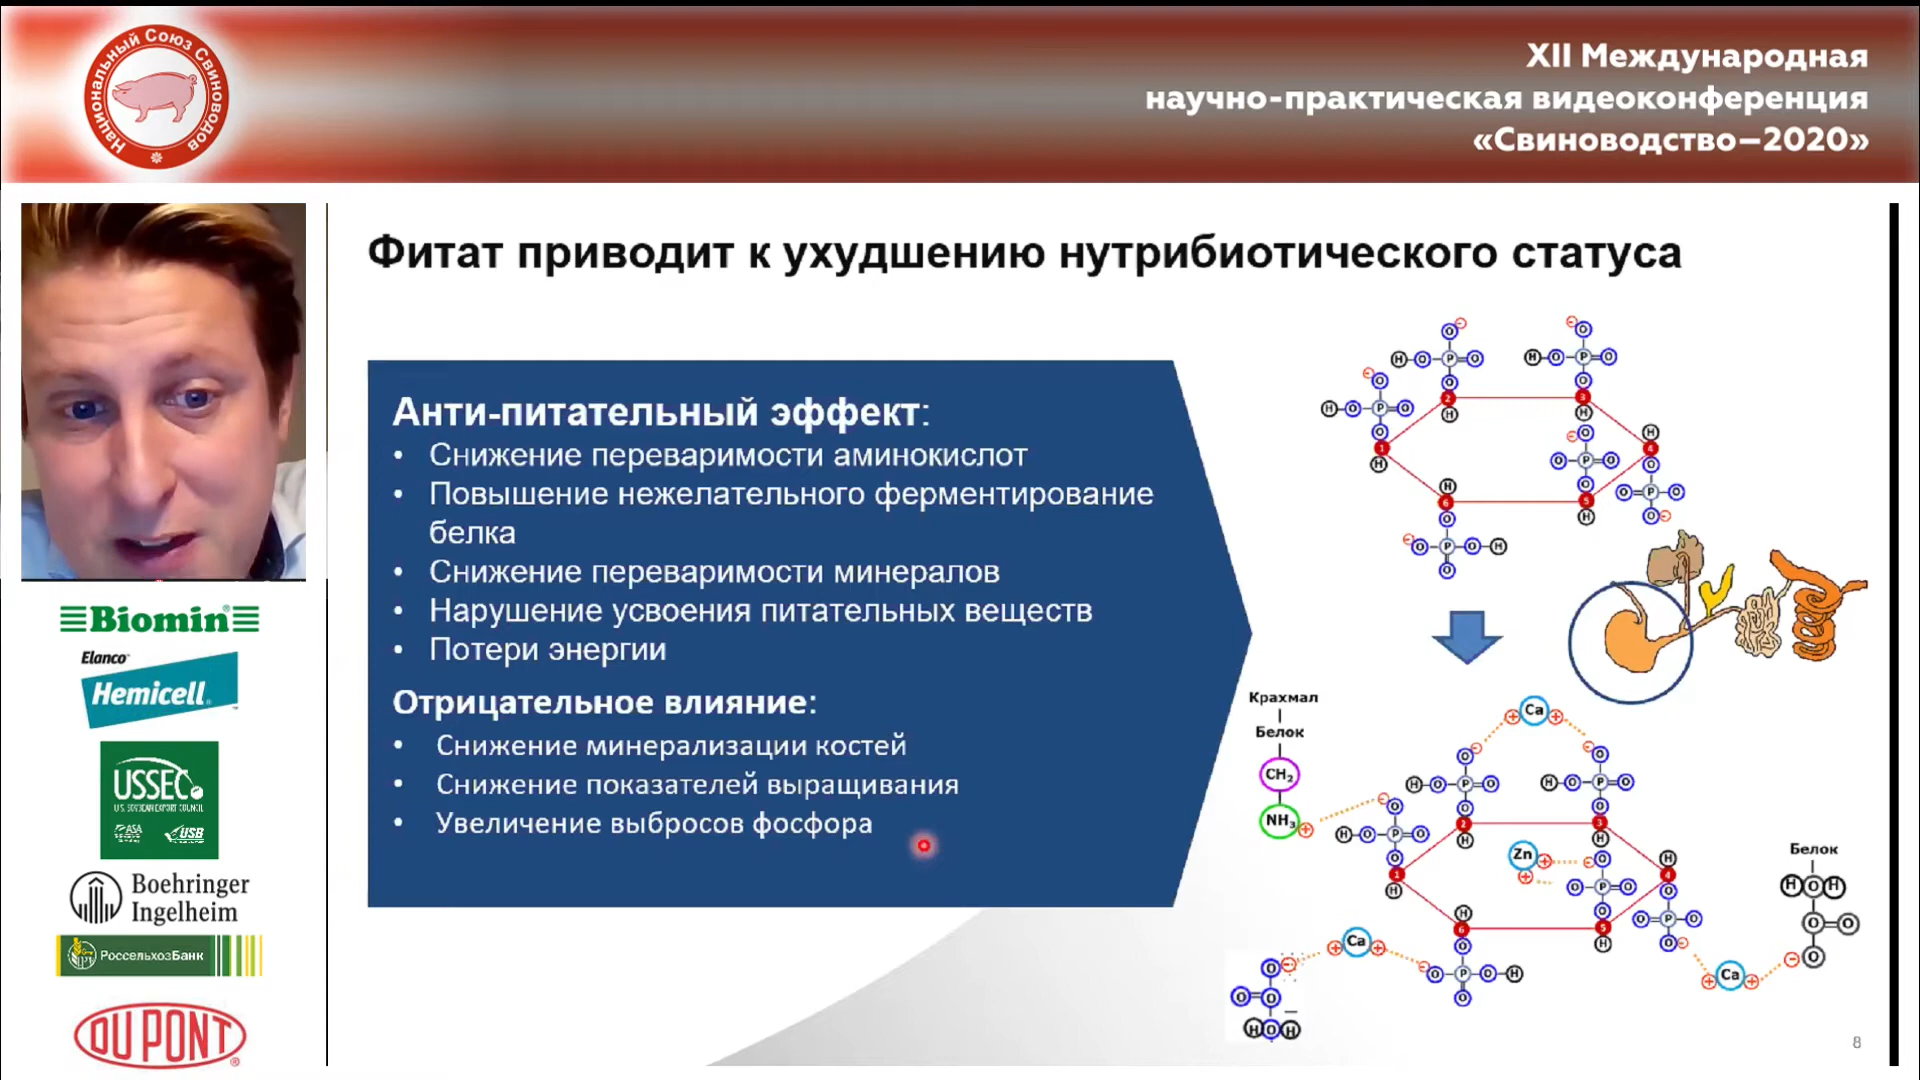 Национальный Союз Свиноводов
XII Международная
научно-практическая видеоконференция
«Свиноводство—2020»
Фитат приводит к ухудшению нутрибиотического статуса
Анти-питательный эффект:
• Снижение переваримости аминокислот
• Повышение нежелательного ферментирование
белка
• Снижение переваримости минералов
• Нарушение усвоения питательных веществ
• Потери энергии
Отрицательное влияние:
• Снижение минерализации костей
• Снижение показателей выращивания
• Увеличение выбросов фосфора
Крахмал
Белок
CH₂
NH₃
Ca
Zn
Ca
Ca
Белок
Biomin®
Elanco
Hemicell
USSEC
U.S. SOYBEAN EXPORT COUNCIL
ASA
USB
Boehringer
Ingelheim
РоссельхозБанк
DUPONT®
8